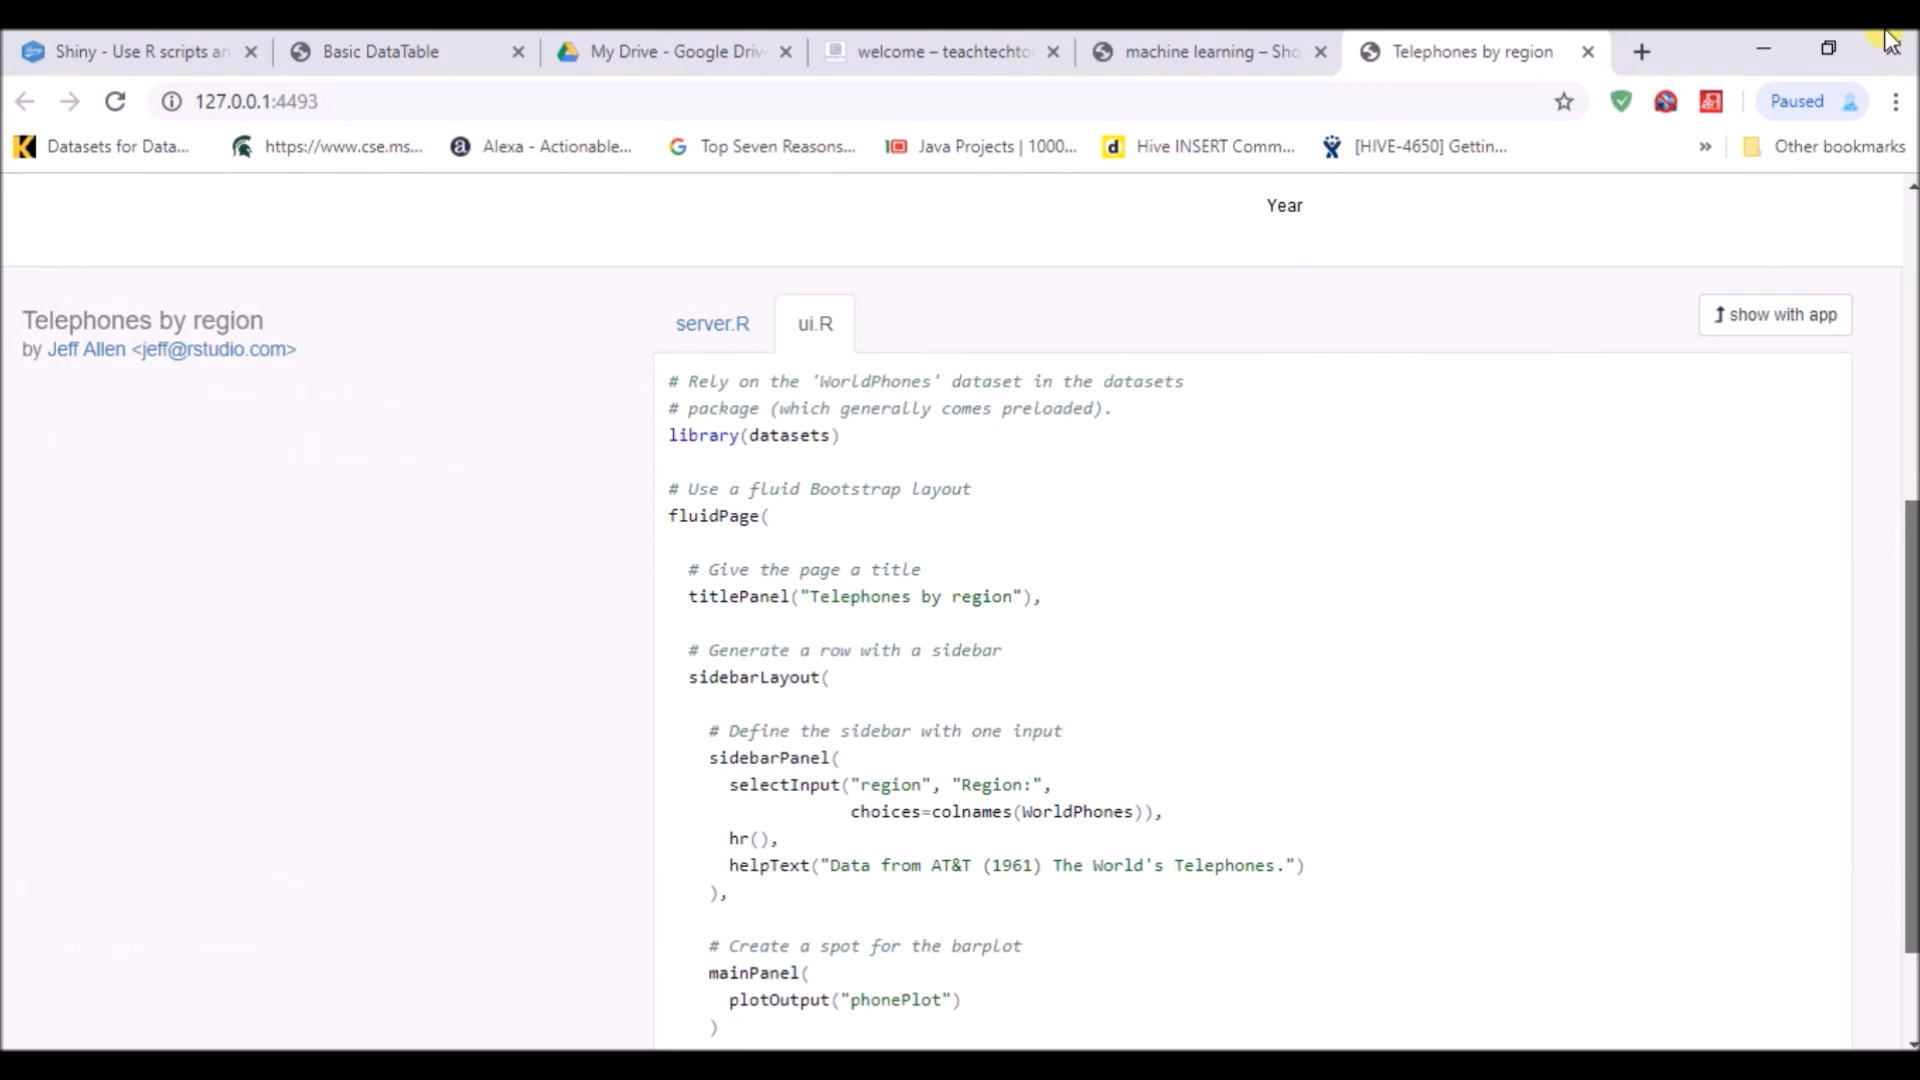 Shiny - Use R scripts an
Basic DataTable
My Drive - Google Driv
welcome – teachtechto
machine learning – Sho
Telephones by region
127.0.0.1:4493
Paused
Datasets for Data...
https://www.cse.ms...
Alexa - Actionable...
Top Seven Reasons...
Java Projects | 1000...
Hive INSERT Comm...
[HIVE-4650] Gettin...
»
Other bookmarks
Year
Telephones by region
by Jeff Allen <jeff@rstudio.com>
server.R
ui.R
show with app
# Rely on the 'WorldPhones' dataset in the datasets
# package (which generally comes preloaded).
library(datasets)
# Use a fluid Bootstrap layout
fluidPage(
# Give the page a title
titlePanel("Telephones by region"),
# Generate a row with a sidebar
sidebarLayout(
# Define the sidebar with one input
sidebarPanel(
selectInput("region", "Region:",
choices=colnames(WorldPhones)),
hr(),
helpText("Data from AT&T (1961) The World's Telephones.")
),
# Create a spot for the barplot
mainPanel(
plotOutput("phonePlot")
)